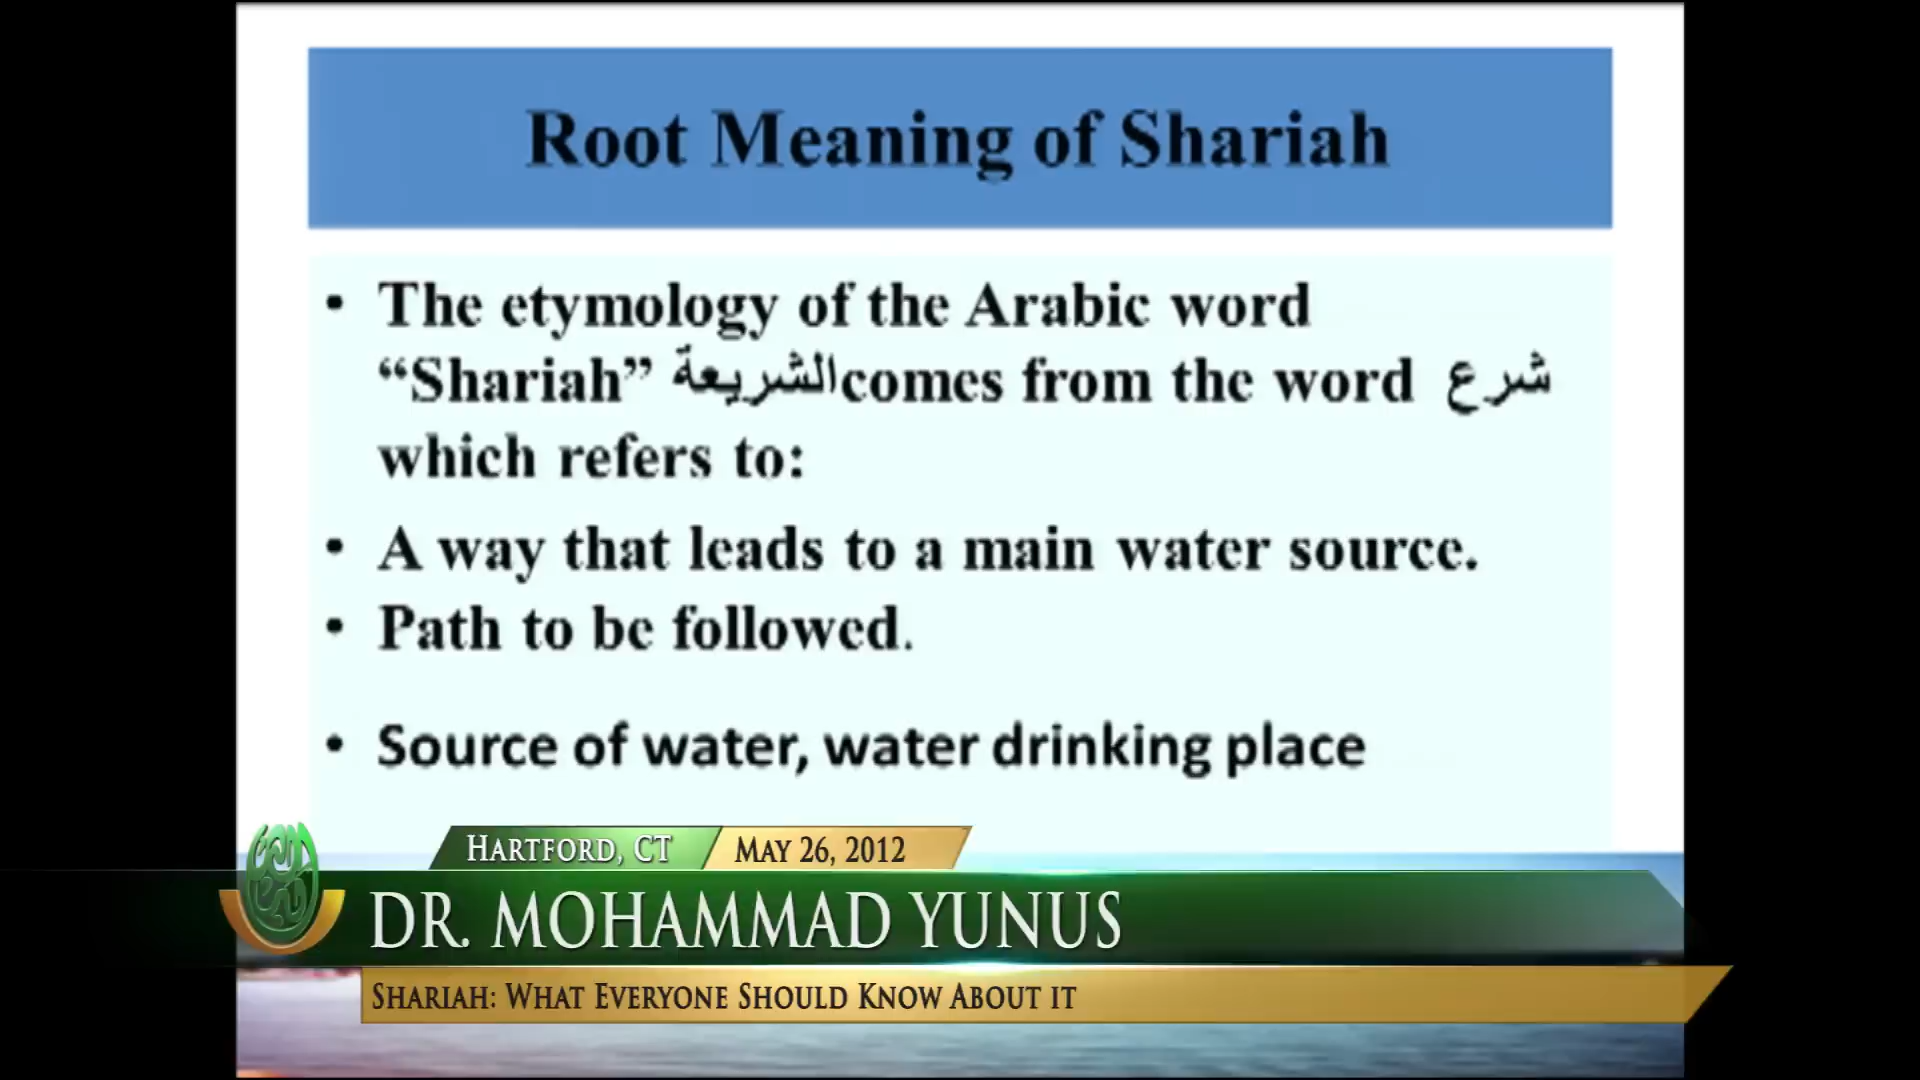 Root Meaning of Shariah
• The etymology of the Arabic word
“Shariah” الشريعةcomes from the word شرع
which refers to:
• A way that leads to a main water source.
• Path to be followed.
• Source of water, water drinking place
Hartford, CT May 26, 2012
Dr. Mohammad Yunus
Shariah: What Everyone Should Know About it